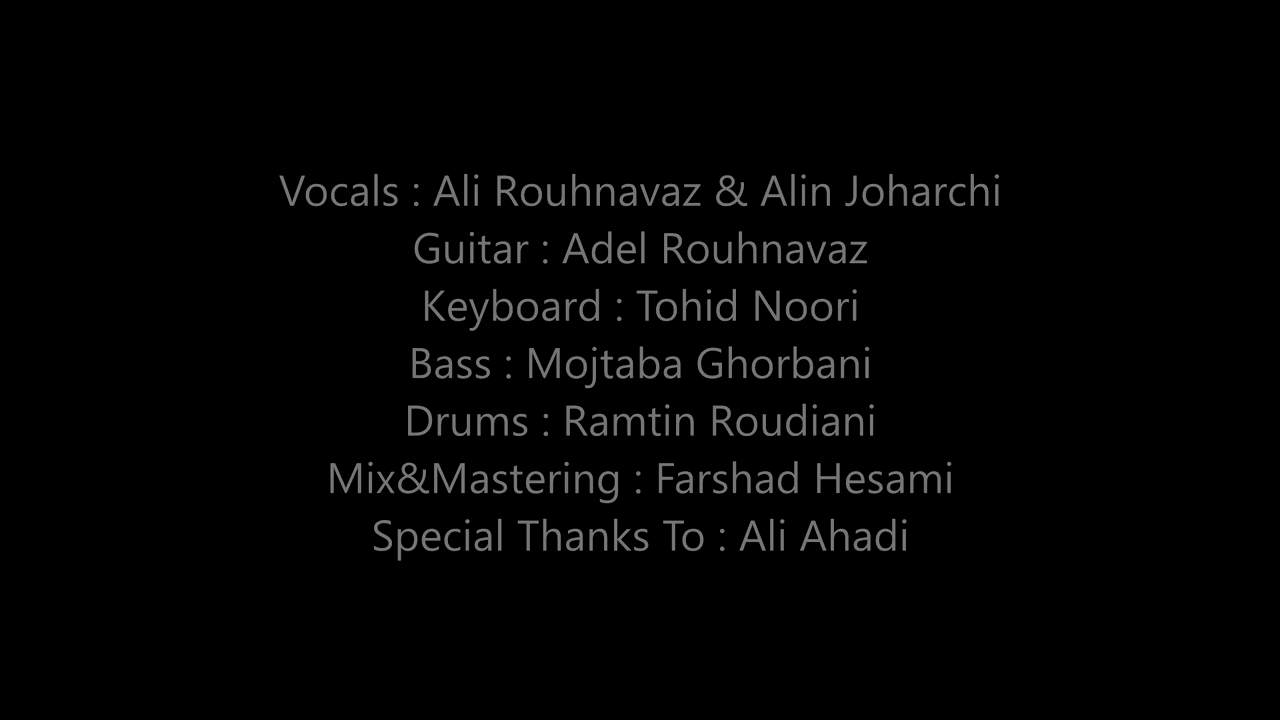 Vocals : Ali Rouhnavaz & Alin Joharchi
Guitar : Adel Rouhnavaz
Keyboard : Tohid Noori
Bass : Mojtaba Ghorbani
Drums : Ramtin Roudiani
Mix&Mastering : Farshad Hesami
Special Thanks To : Ali Ahadi